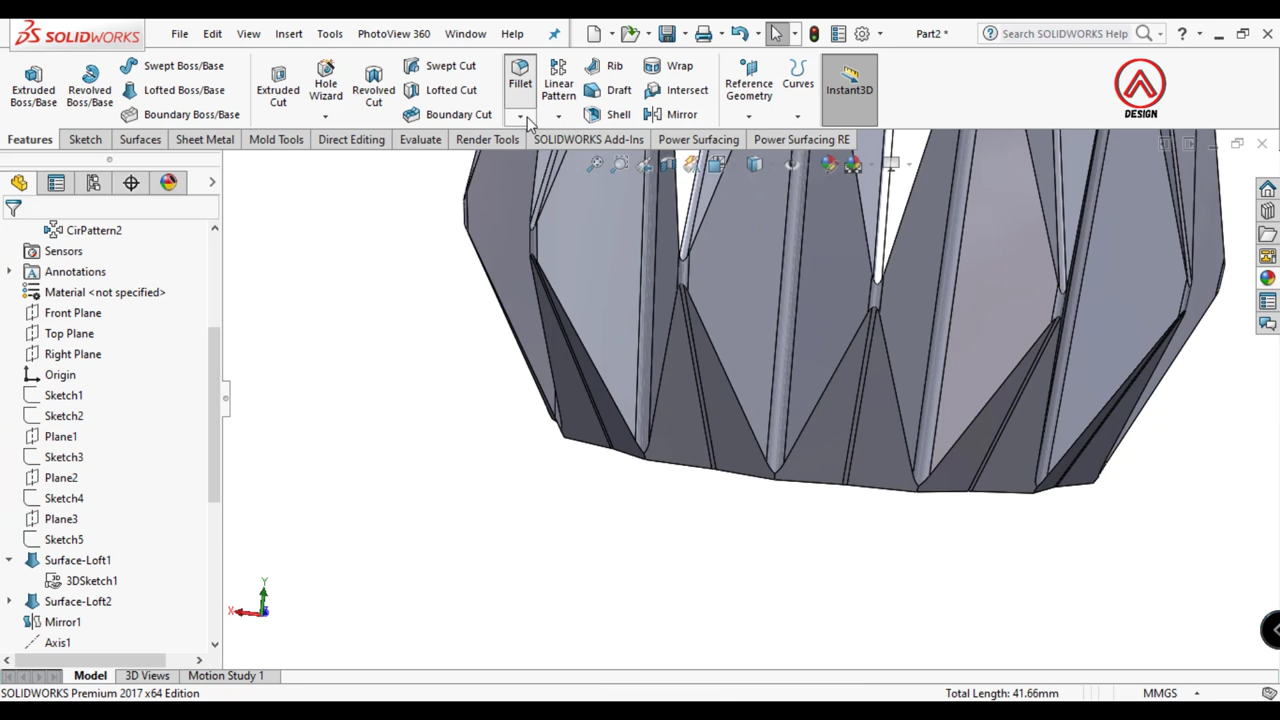 SOLIDWORKS
File Edit View Insert Tools PhotoView 360 Window Help
Part2 *
Search SOLIDWORKS Help
Extruded Boss/Base
Revolved Boss/Base
Swept Boss/Base
Lofted Boss/Base
Boundary Boss/Base
Extruded Cut
Hole Wizard
Revolved Cut
Swept Cut
Lofted Cut
Boundary Cut
Fillet
Linear Pattern
Rib
Draft
Shell
Wrap
Intersect
Mirror
Reference Geometry
Curves
Instant3D
DESIGN
Features Sketch Surfaces Sheet Metal Mold Tools Direct Editing Evaluate Render Tools SOLIDWORKS Add-Ins Power Surfacing Power Surfacing RE
CirPattern2
Sensors
Annotations
Material <not specified>
Front Plane
Top Plane
Right Plane
Origin
Sketch1
Sketch2
Plane1
Sketch3
Plane2
Sketch4
Plane3
Sketch5
Surface-Loft1
3DSketch1
Surface-Loft2
Mirror1
Axis1
Y
X
Model 3D Views Motion Study 1
SOLIDWORKS Premium 2017 x64 Edition
Total Length: 41.66mm
MMGS